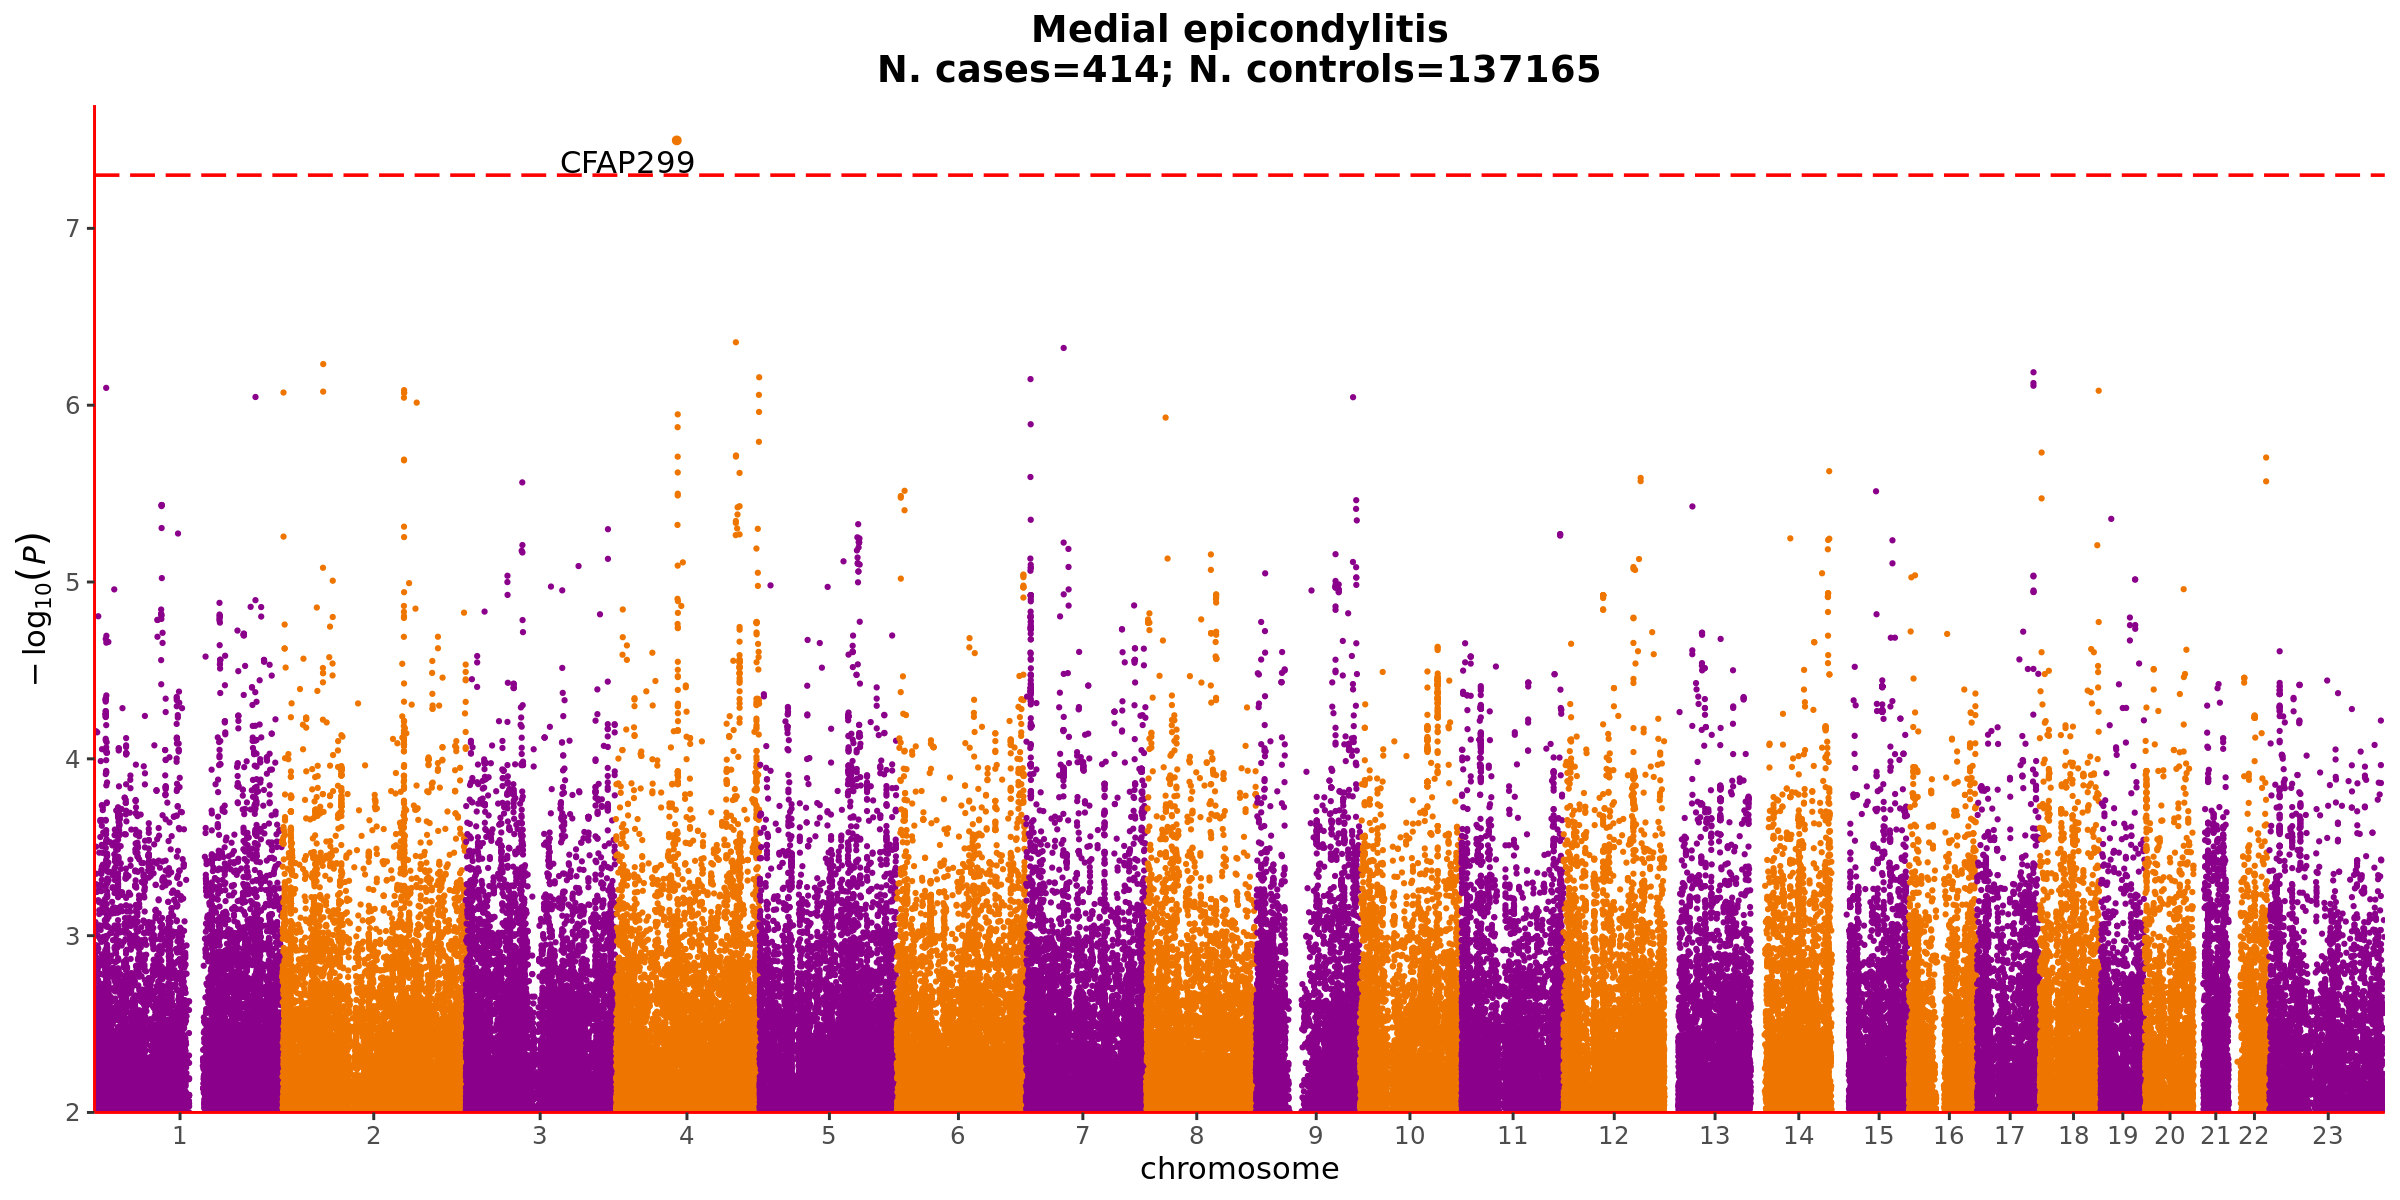 Medial epicondylitis
N. cases=414; N. controls=137165
CFAP299
7
6
5
4
3
2
−log₁₀(P)
1 2 3 4 5 6 7 8 9 10 11 12 13 14 15 16 17 18 19 20 21 22 23
chromosome